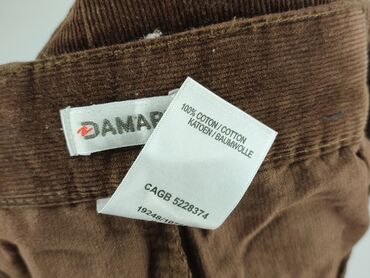 DAMAR
100% COTON / COTTON
KATOEN / BAUMWOLLE
CAGB 5228374